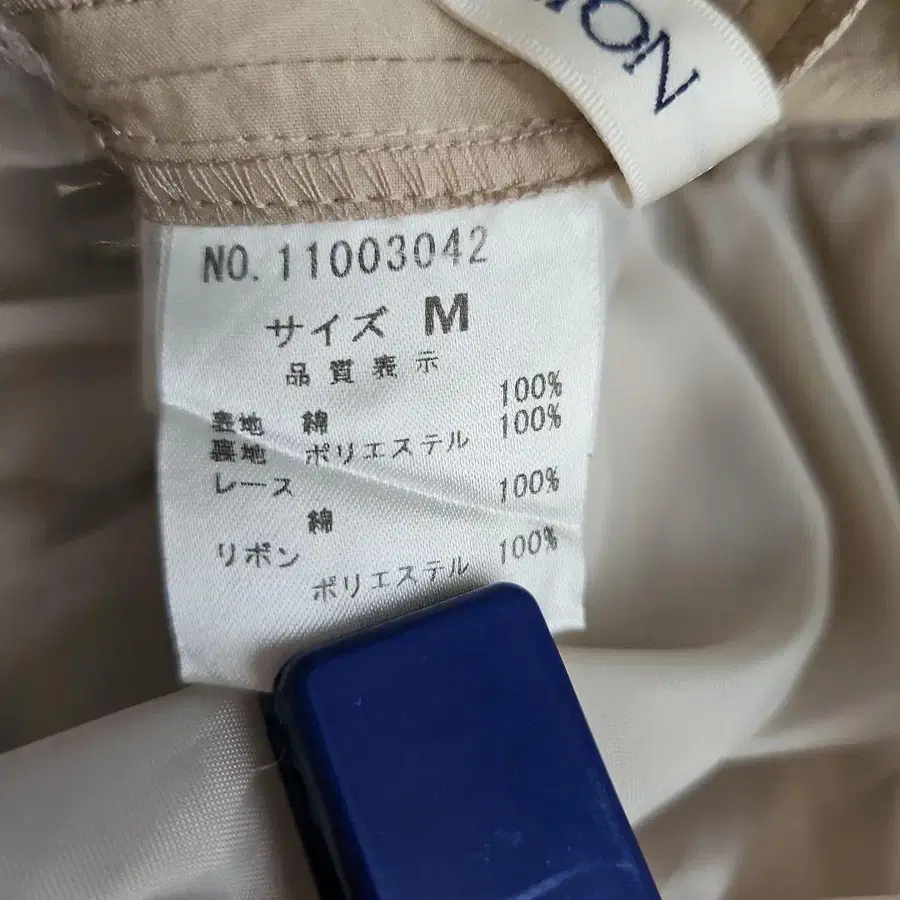 NO.11003042
サイズ M
品質表示
表地 綿 100%
裏地 ポリエステル 100%
レース
綿 100%
リボン
ポリエステル 100%